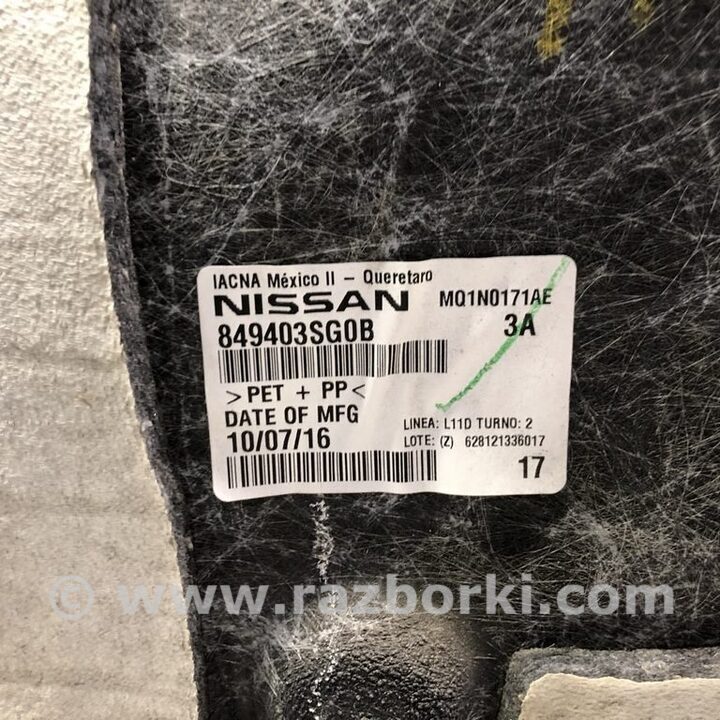 IACNA México II - Queretaro
NISSAN MQ1N0171AE
849403SG0B 3A
>PET + PP<
DATE OF MFG LINEA: L11D TURNO: 2
10/07/16 LOTE: (Z) 628121336017
17
© www.razborki.com